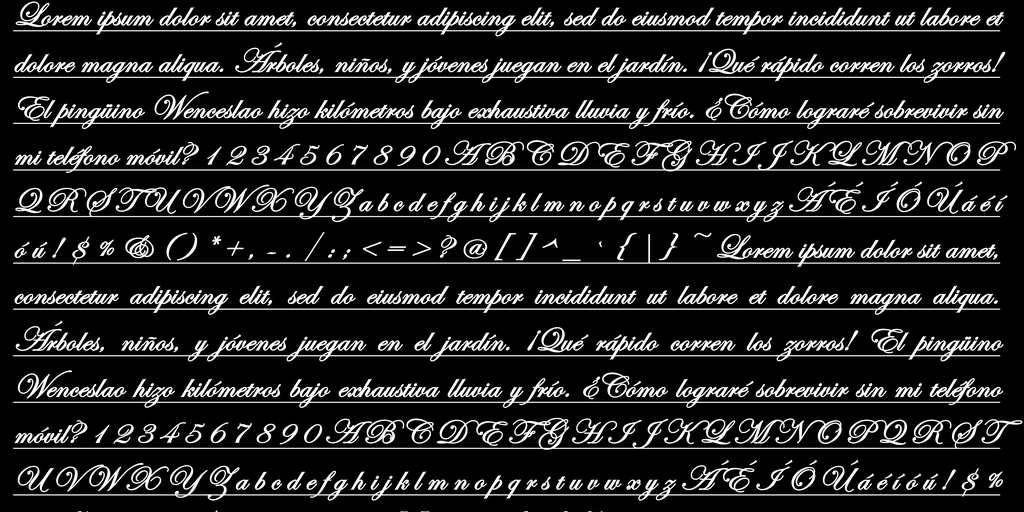 Lorem ipsum dolor sit amet, consectetur adipiscing elit, sed do eiusmod tempor incididunt ut labore et
dolore magna aliqua. Árboles, niños, y jóvenes juegan en el jardín. ¡Qué rápido corren los zorros!
El pingüino Wenceslao hizo kilómetros bajo exhaustiva lluvia y frío. ¿Cómo lograré sobrevivir sin
mi teléfono móvil? 1 2 3 4 5 6 7 8 9 0 A B C D E F G H I J K L M N O P
Q R S T U V W X Y Z a b c d e f g h i j k l m n o p q r s t u v w x y z Á É Í Ó Ú á é í
ó ú ! $ % & ( ) * + , - . / : ; < = > ? @ [ ] ^ _ ` { | } ~ Lorem ipsum dolor sit amet,
consectetur adipiscing elit, sed do eiusmod tempor incididunt ut labore et dolore magna aliqua.
Árboles, niños, y jóvenes juegan en el jardín. ¡Qué rápido corren los zorros! El pingüino
Wenceslao hizo kilómetros bajo exhaustiva lluvia y frío. ¿Cómo lograré sobrevivir sin mi teléfono
móvil? 1 2 3 4 5 6 7 8 9 0 A B C D E F G H I J K L M N O P Q R S T
U V W X Y Z a b c d e f g h i j k l m n o p q r s t u v w x y z Á É Í Ó Ú á é í ó ú ! $ %